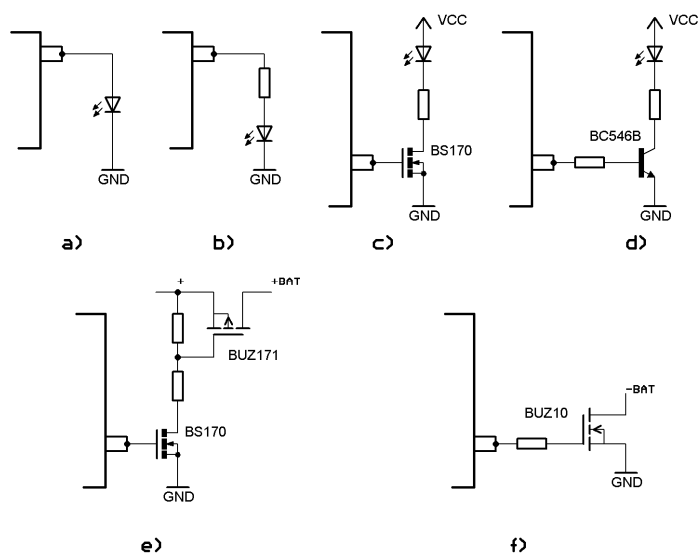 VCC
VCC
BC546B
BS170
GND
GND
GND
GND
a)
b)
c)
d)
+
+BAT
BUZ171
BS170
BUZ10
-BAT
GND
GND
e)
f)